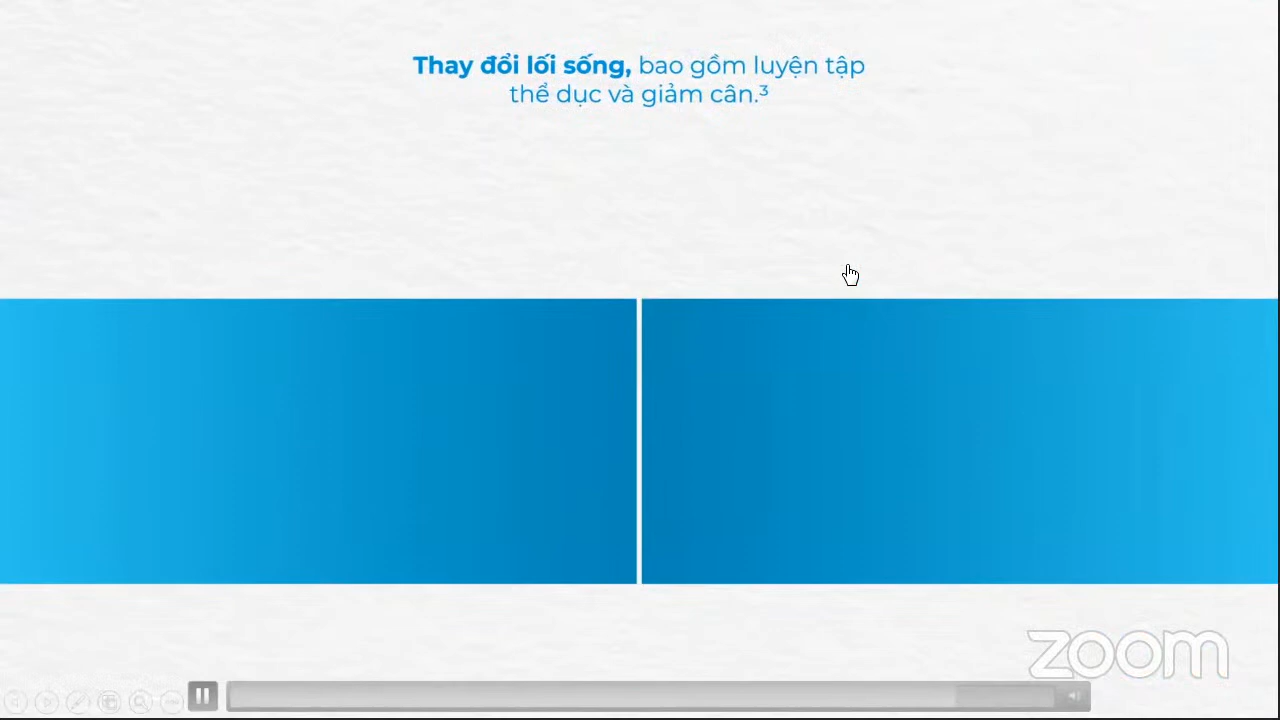 Thay đổi lối sống, bao gồm luyện tập
thể dục và giảm cân.³
zoom